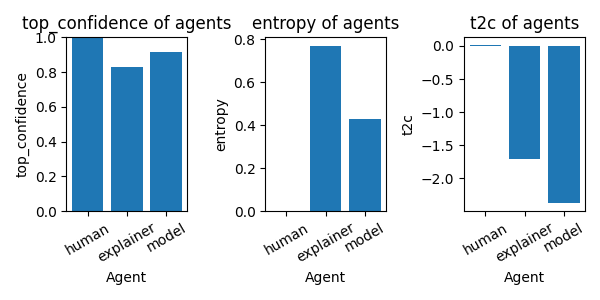 top_confidence of agents
top_confidence
1.0
0.8
0.6
0.4
0.2
0.0
human
explainer
model
Agent
entropy of agents
entropy
0.8
0.6
0.4
0.2
0.0
human
explainer
model
Agent
t2c of agents
t2c
0.0
−0.5
−1.0
−1.5
−2.0
human
explainer
model
Agent